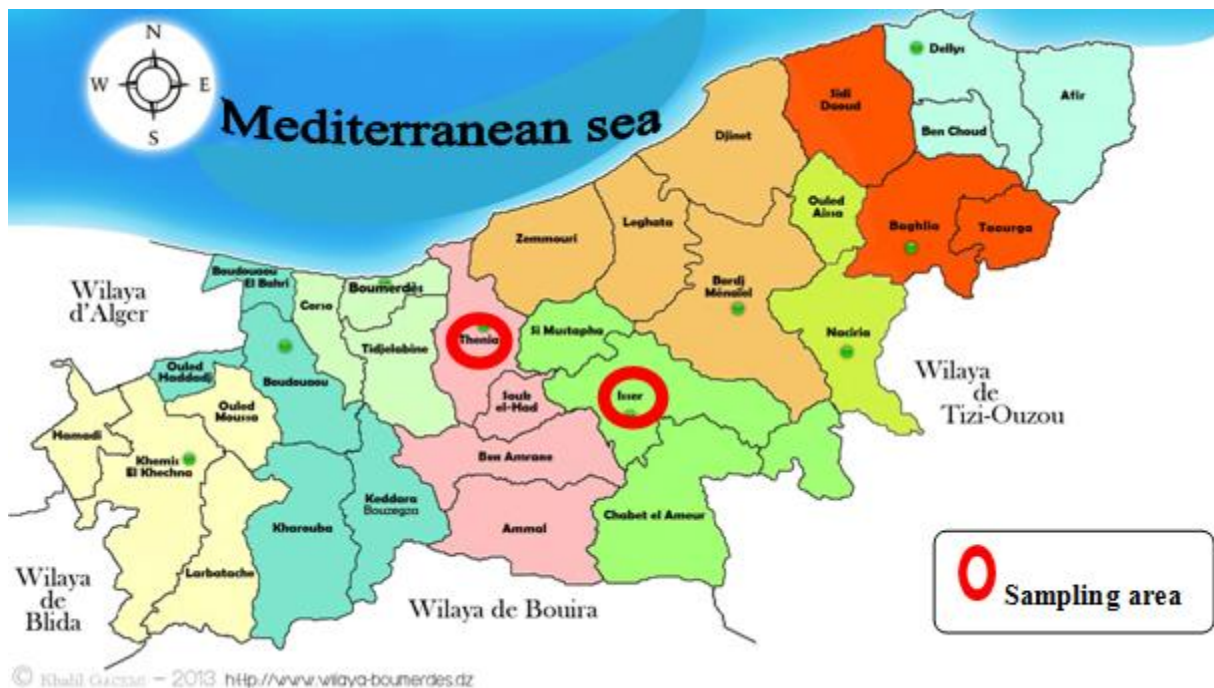 N
W E
S
Mediterranean sea
Dellys
Afir
Sidi
Daoud
Ben Choud
Djinet
Ouled
Aissa
Baghlia
Taourga
Leghata
Zemmouri
Bordj
Ménaïel
Naciria
Boudouaou
El Bahri
Boumerdès
Corso
Wilaya
d'Alger
Thenia
Si Mustapha
Tidjelabine
Ouled
Haddadj
Boudouaou
Souk
el-Had
Isser
Wilaya
de
Tizi-Ouzou
Ouled
Moussa
Hamadi
Khemis
El Khechna
Ben Amrane
Keddara
Bouzegza
Kharouba
Ammal
Chabet el Ameur
Larbatache
Wilaya
de
Blida
Wilaya de Bouira
Sampling area
© Khalil GACEMI – 2013 http://www.wilaya-boumerdes.dz